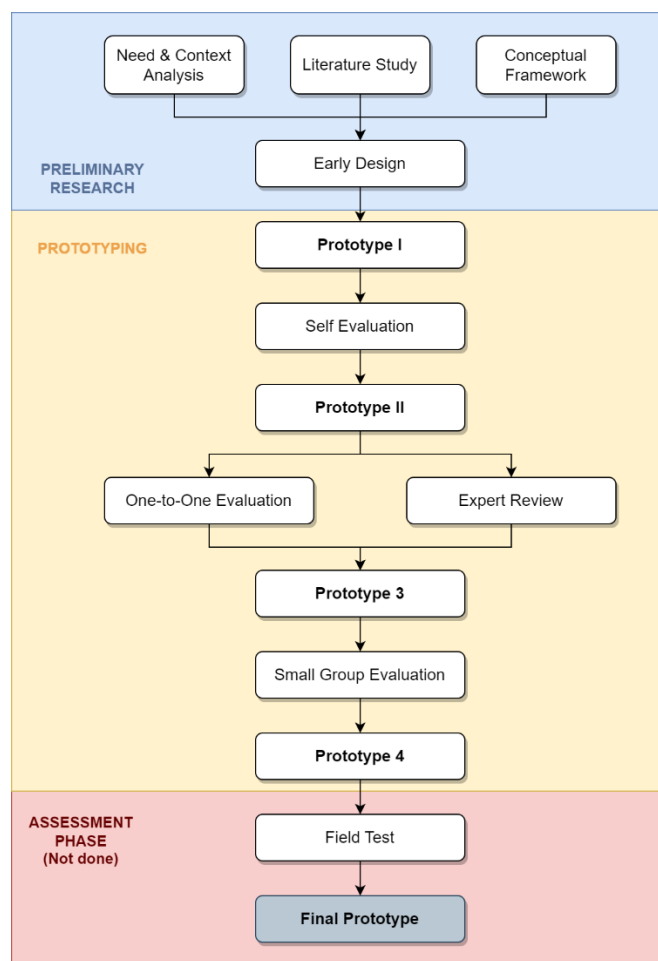 Need & Context
Analysis
Literature Study
Conceptual
Framework
PRELIMINARY
RESEARCH
Early Design
Prototype I
PROTOTYPING
Self Evaluation
Prototype II
One-to-One Evaluation
Expert Review
Prototype 3
Small Group Evaluation
Prototype 4
ASSESSMENT
PHASE
(Not done)
Field Test
Final Prototype